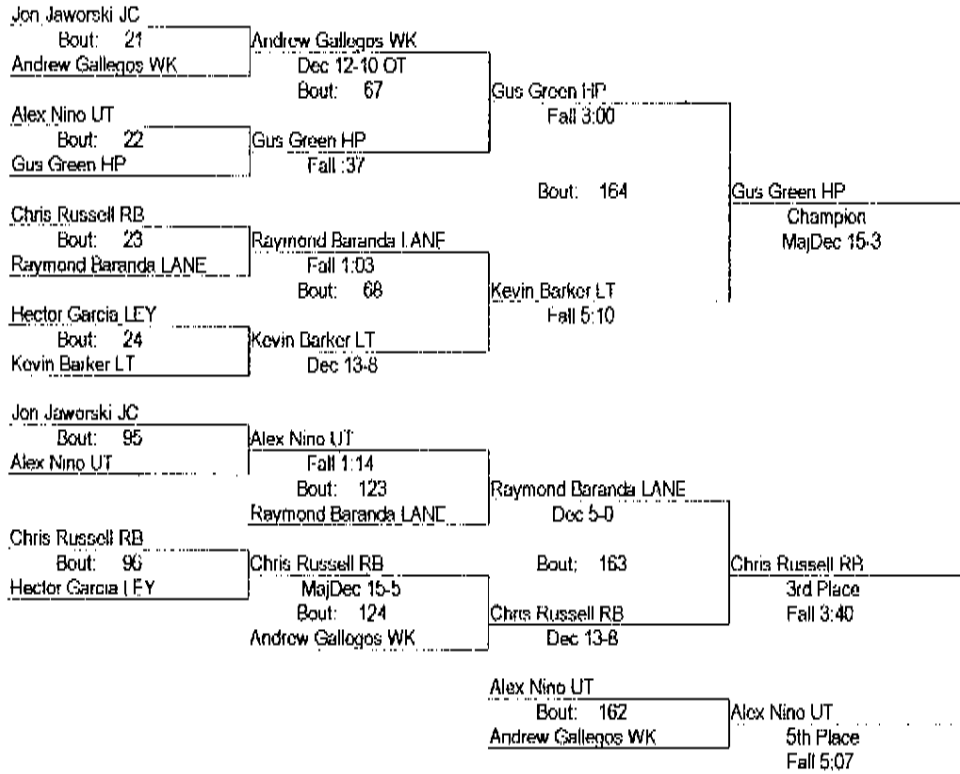 Jon Jaworski JC
Bout: 21
Andrew Gallegos WK
Andrew Gallegos WK
Dec 12-10 OT
Bout: 67
Alex Nino UT
Bout: 22
Gus Green HP
Gus Green HP
Fall :37
Gus Green HP
Fall 3:00
Bout: 164
Gus Green HP
Champion
MajDec 15-3
Chris Russell RB
Bout: 23
Raymond Baranda LANE
Raymond Baranda LANE
Fall 1:03
Bout: 68
Hector Garcia LEY
Bout: 24
Kevin Barker LT
Kevin Barker LT
Dec 13-8
Kevin Barker LT
Fall 5:10
Jon Jaworski JC
Bout: 95
Alex Nino UT
Alex Nino UT
Fall 1:14
Bout: 123
Raymond Baranda LANE
Raymond Baranda LANE
Dec 5-0
Chris Russell RB
Bout: 96
Hector Garcia LEY
Chris Russell RB
MajDec 15-5
Bout: 124
Andrew Gallegos WK
Bout: 163
Chris Russell RB
Dec 13-8
Chris Russell RB
3rd Place
Fall 3:40
Alex Nino UT
Bout: 162
Andrew Gallegos WK
Alex Nino UT
5th Place
Fall 5:07